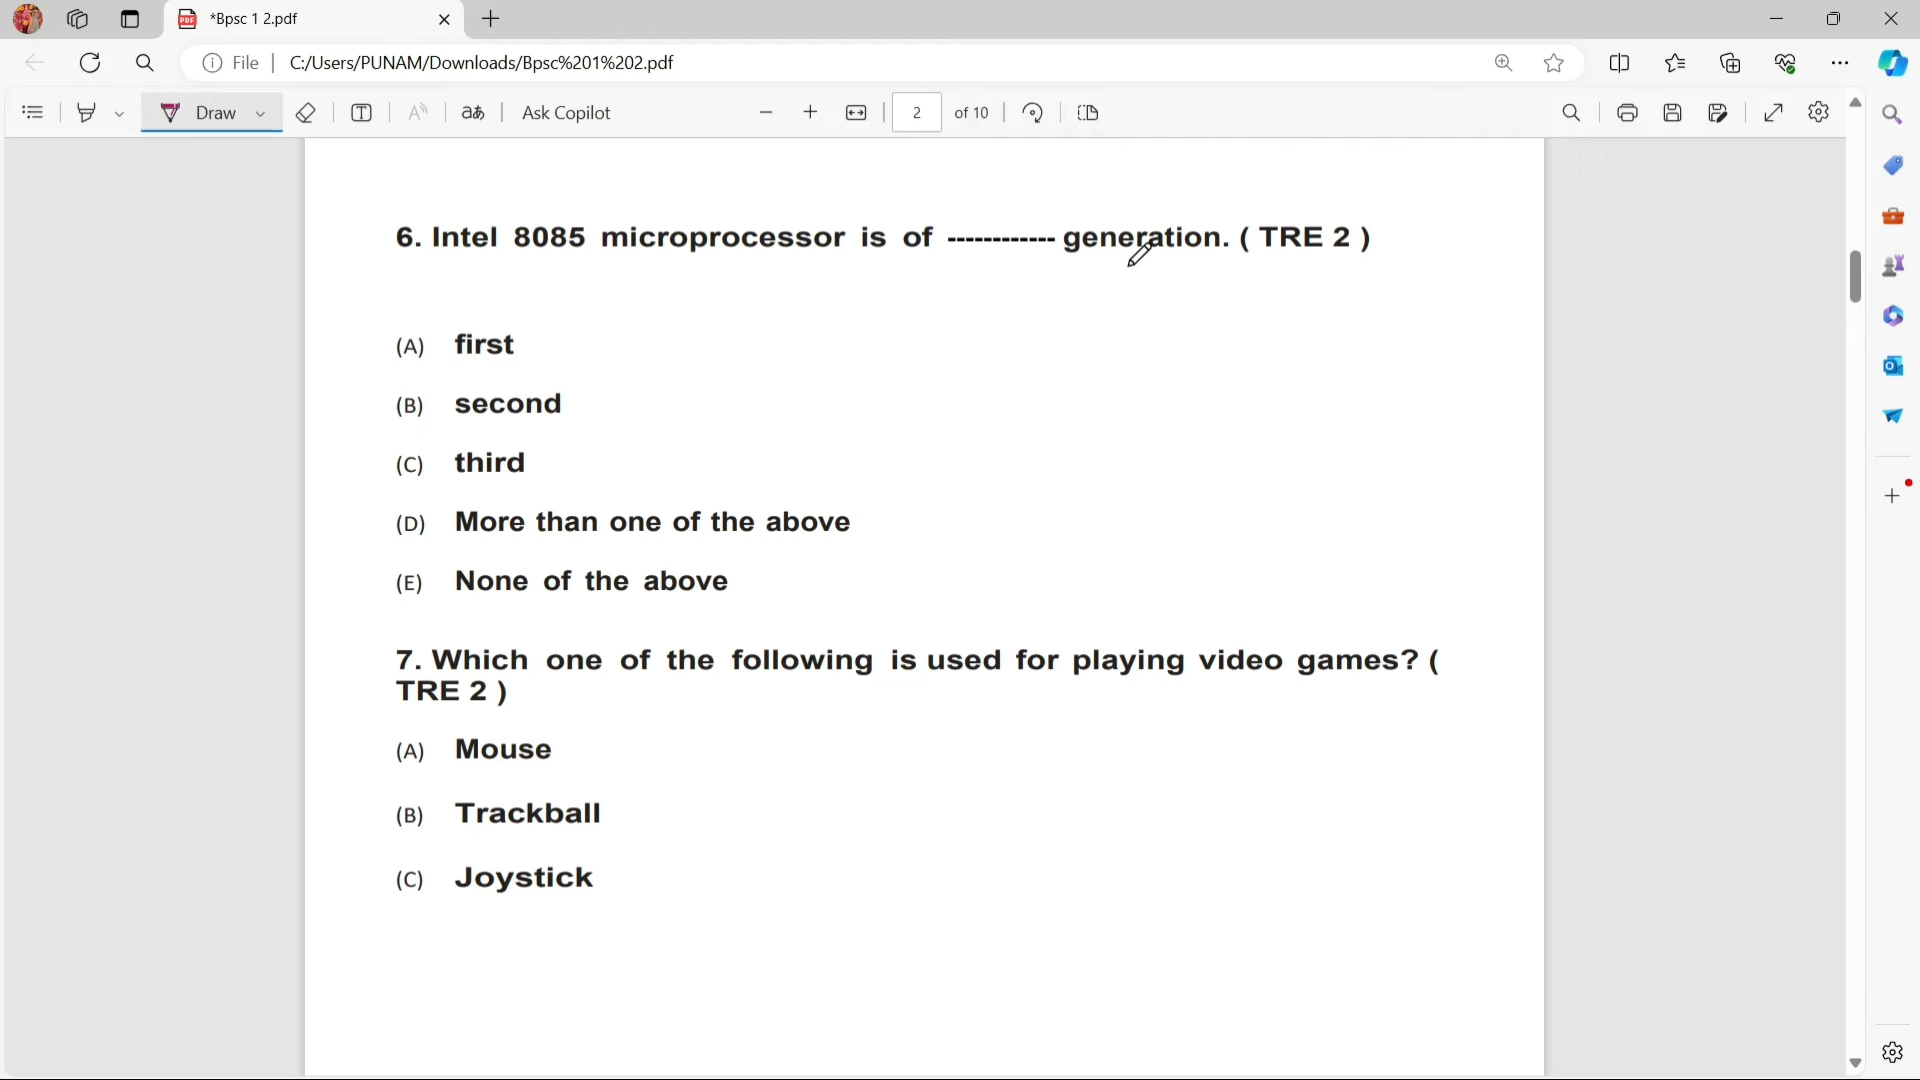 *Bpsc 1 2.pdf
File C:/Users/PUNAM/Downloads/Bpsc%201%202.pdf
Draw aあ Ask Copilot 2 of 10
6. Intel 8085 microprocessor is of ------------ generation. ( TRE 2 )
(A) first
(B) second
(C) third
(D) More than one of the above
(E) None of the above
7. Which one of the following is used for playing video games? (
TRE 2 )
(A) Mouse
(B) Trackball
(C) Joystick